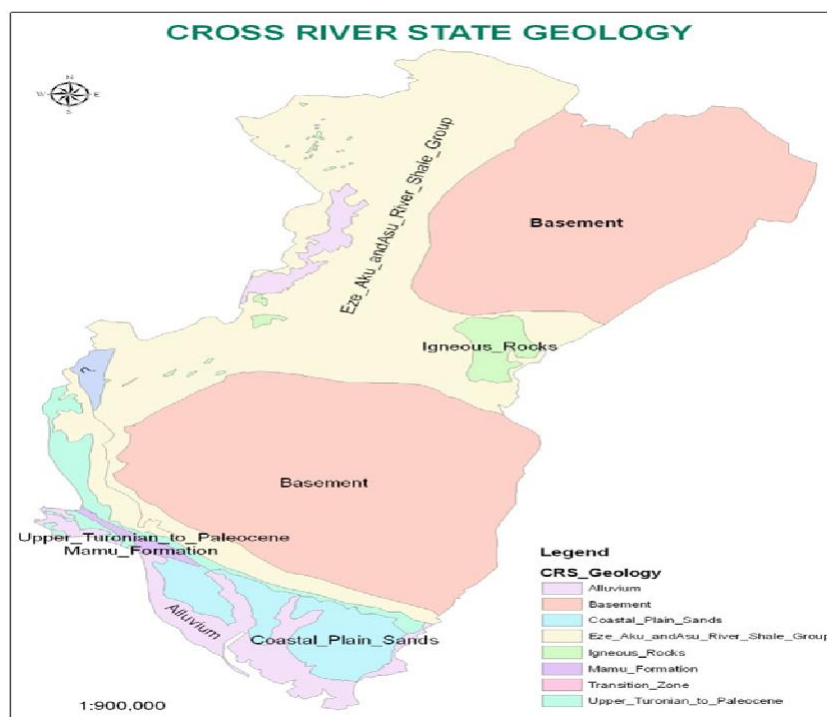 CROSS RIVER STATE GEOLOGY
N
W E
S
Eze_Aku_andAsu_River_Shale_Group
Basement
Igneous_Rocks
?
Basement
Upper_Turonian_to_Paleocene
Mamu_Formation
Alluvium
Coastal_Plain_Sands
Legend
CRS_Geology
Alluvium
Basement
Coastal_Plain_Sands
Eze_Aku_andAsu_River_Shale_Group
Igneous_Rocks
Mamu_Formation
Transition_Zone
Upper_Turonian_to_Paleocene
1:900,000